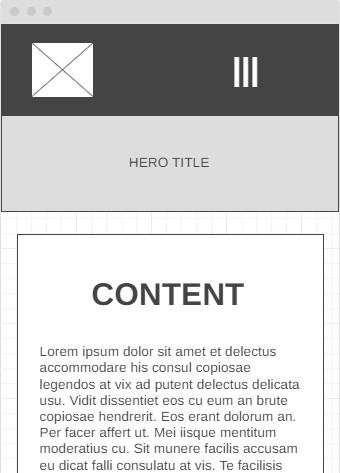 HERO TITLE
CONTENT
Lorem ipsum dolor sit amet et delectus
accommodare his consul copiosae
legendos at vix ad putent delectus delicata
usu. Vidit dissentiet eos cu eum an brute
copiosae hendrerit. Eos erant dolorum an.
Per facer affert ut. Mei iisque mentitum
moderatius cu. Sit munere facilis accusam
eu dicat falli consulatu at vis. Te facilisis